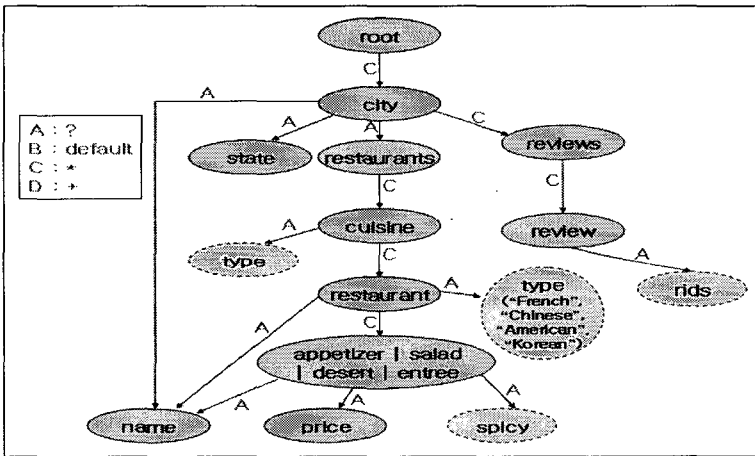 root
C
A
city
A : ?
B : default
C : *
D : +
A
A
C
state
restaurants
reviews
C
C
A
cuisine
review
type
C
A
restaurant
A
type
("French",
"Chinese",
"American",
"Korean")
rids
A
C
appetizer | salad
| desert | entree
A
A
A
name
price
spicy